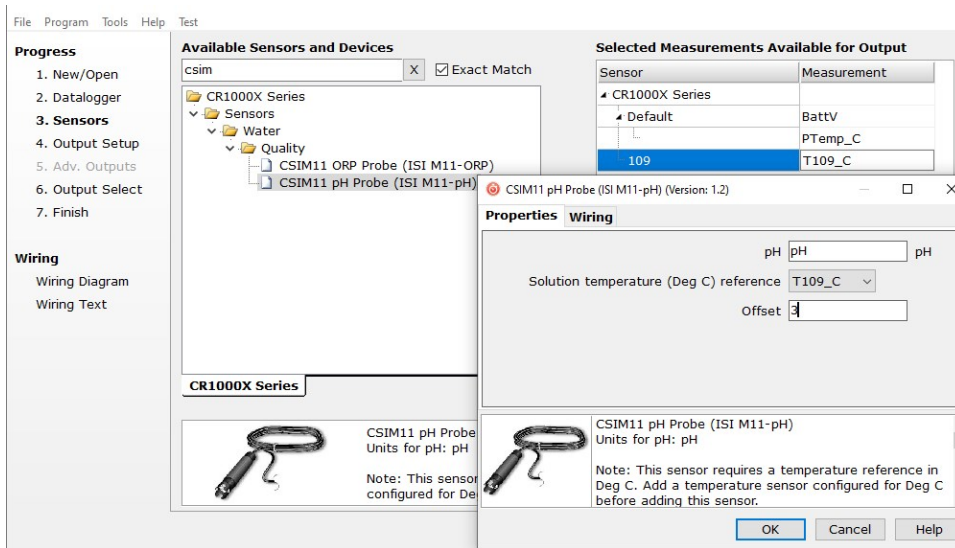 File Program Tools Help Test
Progress
1. New/Open
2. Datalogger
3. Sensors
4. Output Setup
5. Adv. Outputs
6. Output Select
7. Finish
Wiring
Wiring Diagram
Wiring Text
Available Sensors and Devices
csim X Exact Match
CR1000X Series
Sensors
Water
Quality
CSIM11 ORP Probe (ISI M11-ORP)
CSIM11 pH Probe (ISI M11-pH)
CR1000X Series
CSIM11 pH Probe
Units for pH: pH
Note: This sensor
configured for De
Selected Measurements Available for Output
Sensor Measurement
CR1000X Series
Default BattV
PTemp_C
109 T109_C
CSIM11 pH Probe (ISI M11-pH) (Version: 1.2)
Properties Wiring
pH pH pH
Solution temperature (Deg C) reference T109_C
Offset 3
CSIM11 pH Probe (ISI M11-pH)
Units for pH: pH
Note: This sensor requires a temperature reference in
Deg C. Add a temperature sensor configured for Deg C
before adding this sensor.
OK Cancel Help